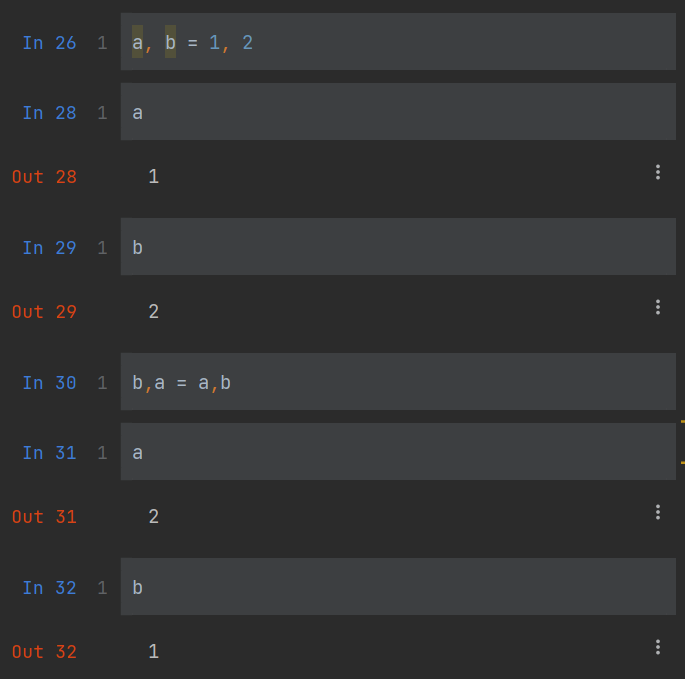 In 26 1 a, b = 1, 2
In 28 1 a
Out 28 1
In 29 1 b
Out 29 2
In 30 1 b,a = a,b
In 31 1 a
Out 31 2
In 32 1 b
Out 32 1